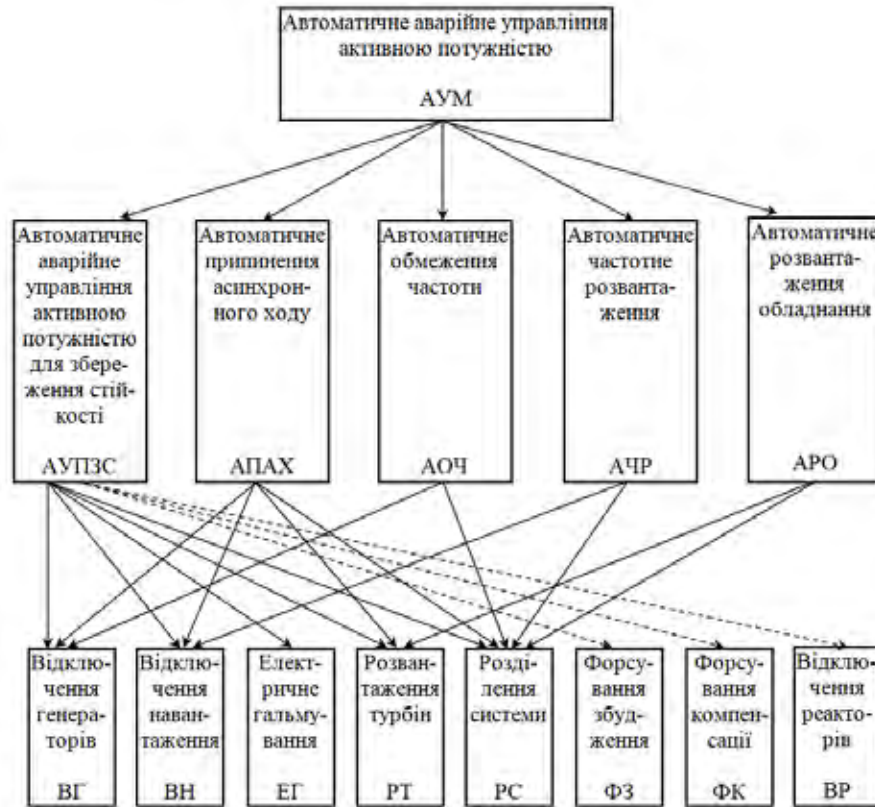 Автоматичне аварійне управління
активною потужністю
АУМ
Автоматичне
аварійне
управління
активною
потужністю
для збере-
ження стій-
кості
АУПЗС
Автоматичне
припинення
асинхрон-
ного ходу
АПАХ
Автоматичне
обмеження
частоти
АОЧ
Автоматичне
частотне
розванта-
ження
АЧР
Автоматичне
розванта-
ження
обладнання
АРО
Відклю-
чення
генера-
торів
ВГ
Відклю-
чення
наван-
таження
ВН
Елект-
ричне
гальму-
вання
ЕГ
Розван-
таження
турбін
РТ
Розді-
лення
системи
РС
Форсу-
вання
збуд-
ження
ФЗ
Форсу-
вання
компен-
сації
ФК
Відклю-
чення
реакто-
рів
ВР